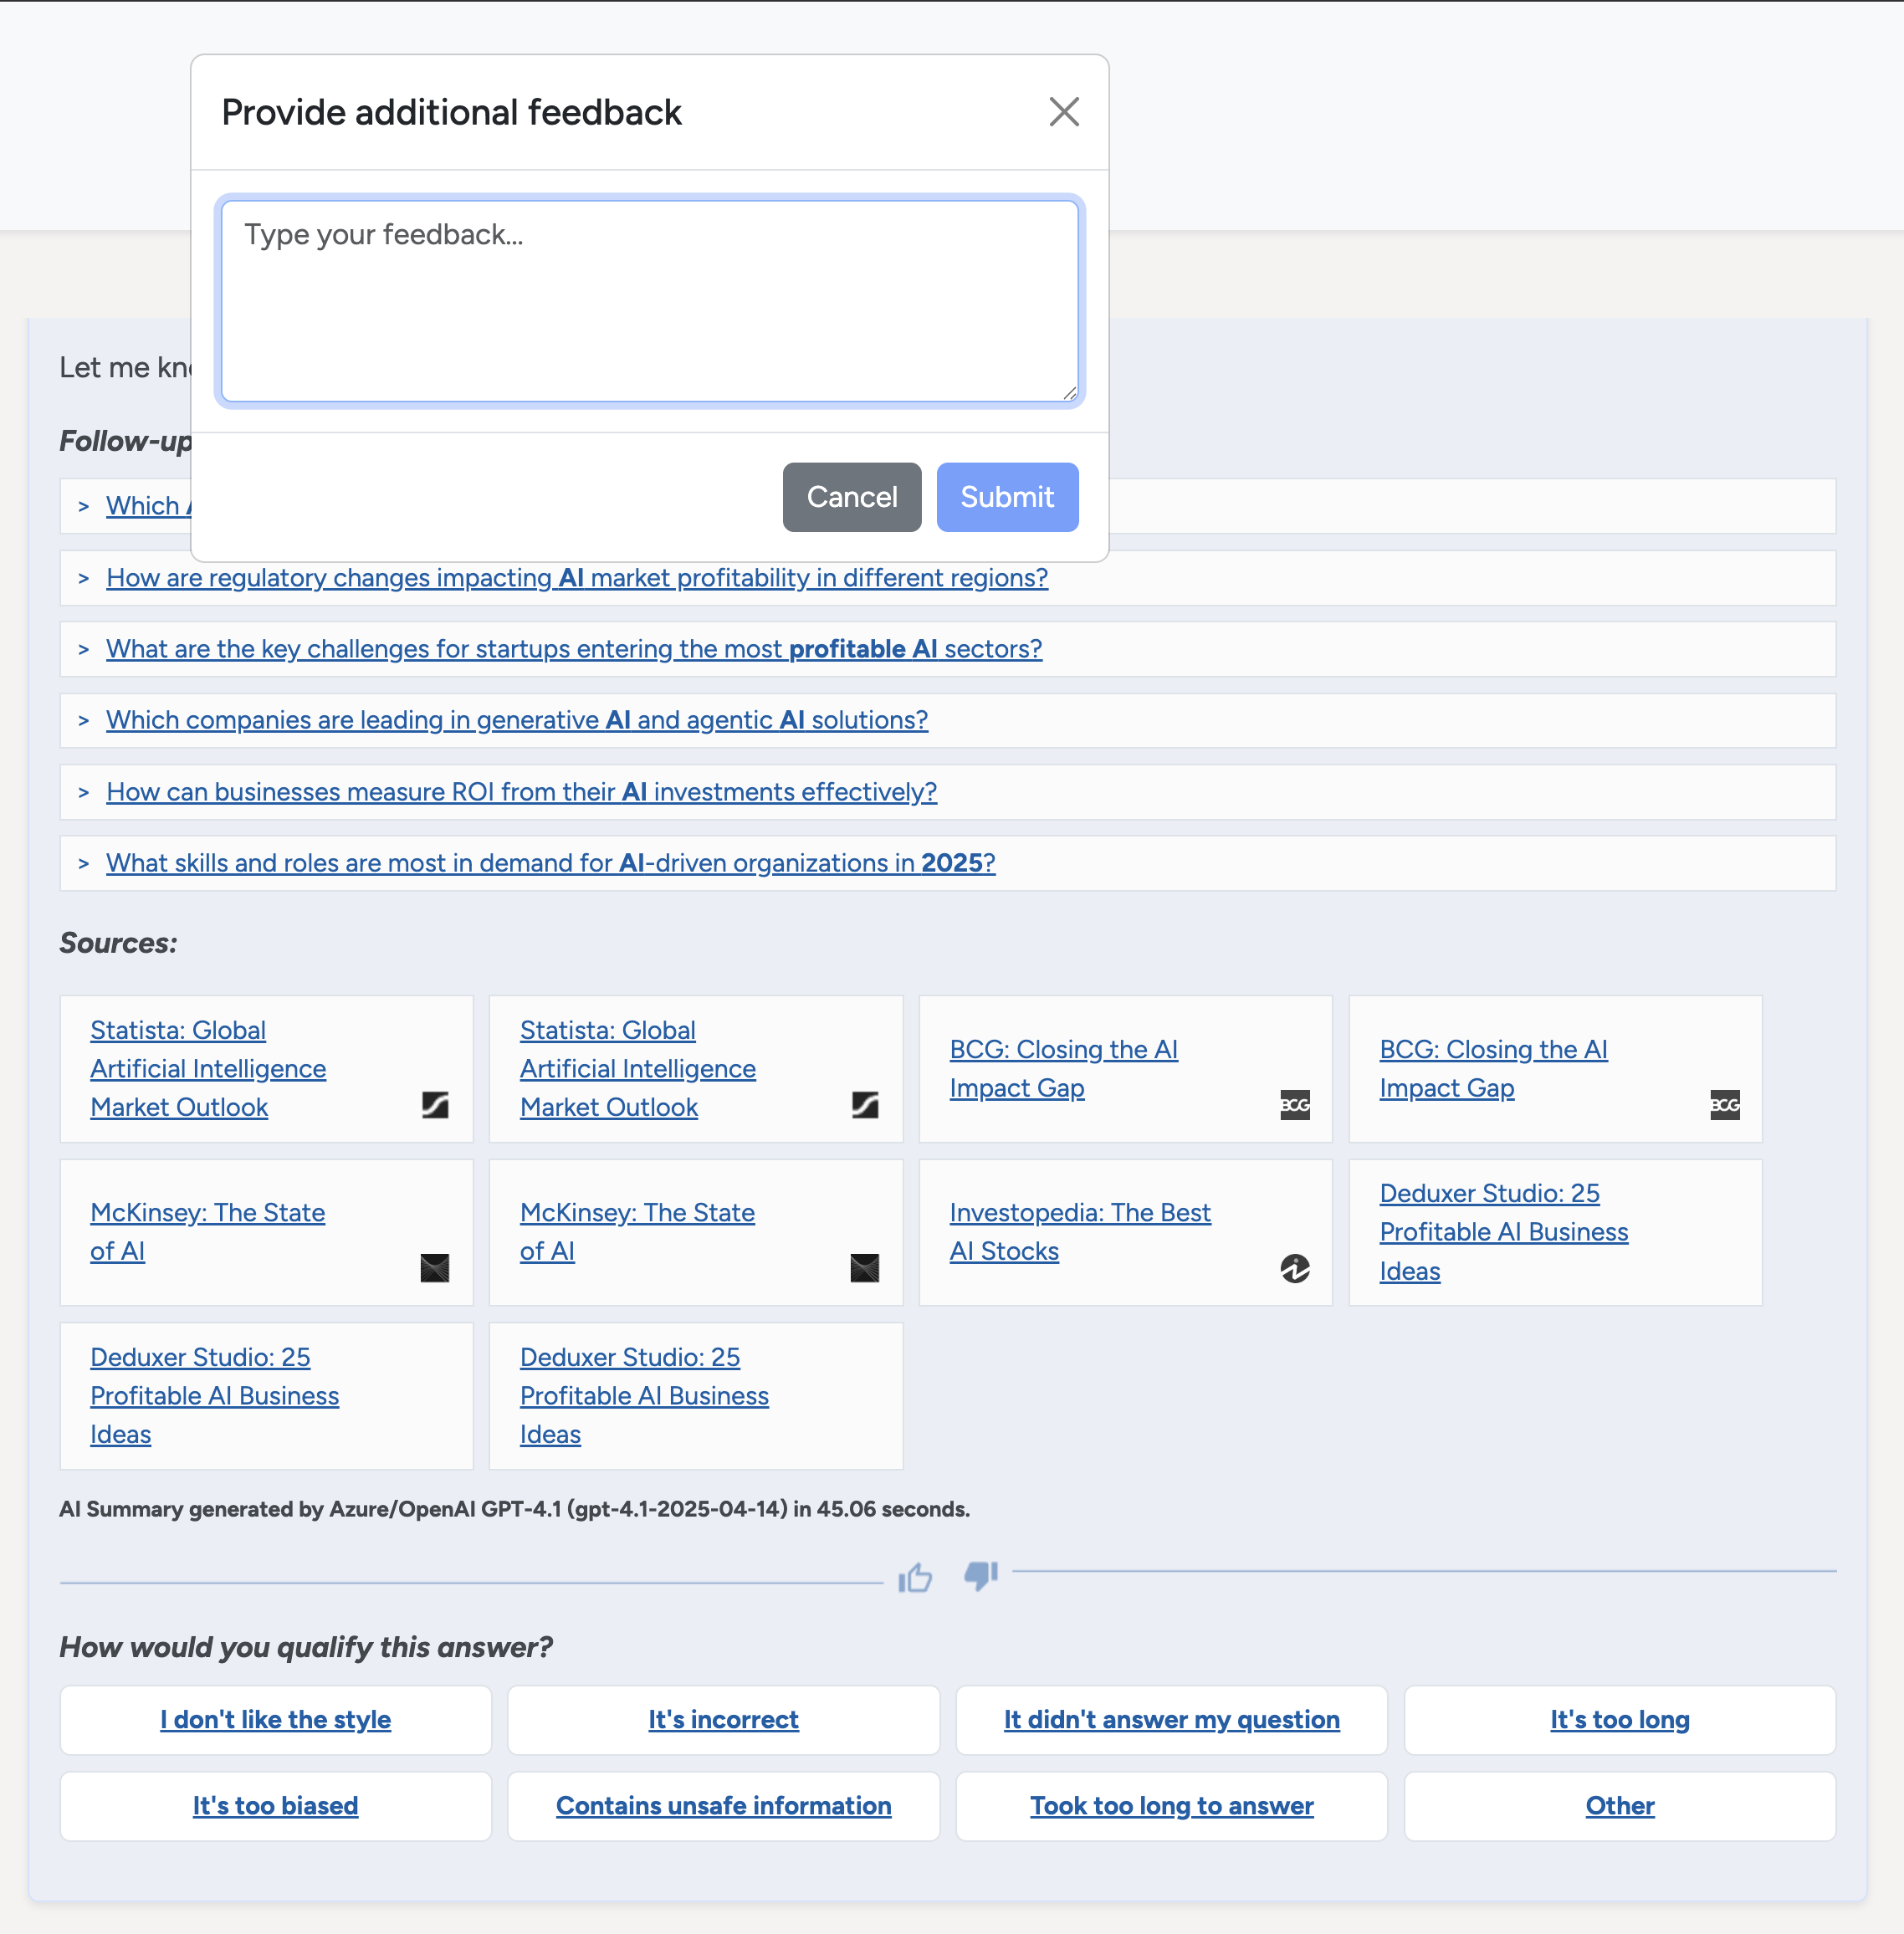 Provide additional feedback
Type your feedback...
Cancel
Submit
Let me
Follow-up
> Which
> How are regulatory changes impacting AI market profitability in different regions?
> What are the key challenges for startups entering the most profitable AI sectors?
> Which companies are leading in generative AI and agentic AI solutions?
> How can businesses measure ROI from their AI investments effectively?
> What skills and roles are most in demand for AI-driven organizations in 2025?
Sources:
Statista: Global
Artificial Intelligence
Market Outlook
Statista: Global
Artificial Intelligence
Market Outlook
BCG: Closing the AI
Impact Gap
BCG
BCG: Closing the AI
Impact Gap
BCG
McKinsey: The State
of AI
McKinsey: The State
of AI
Investopedia: The Best
AI Stocks
Deduxer Studio: 25
Profitable AI Business
Ideas
Deduxer Studio: 25
Profitable AI Business
Ideas
Deduxer Studio: 25
Profitable AI Business
Ideas
AI Summary generated by Azure/OpenAI GPT-4.1 (gpt-4.1-2025-04-14) in 45.06 seconds.
How would you qualify this answer?
I don't like the style
It's incorrect
It didn't answer my question
It's too long
It's too biased
Contains unsafe information
Took too long to answer
Other